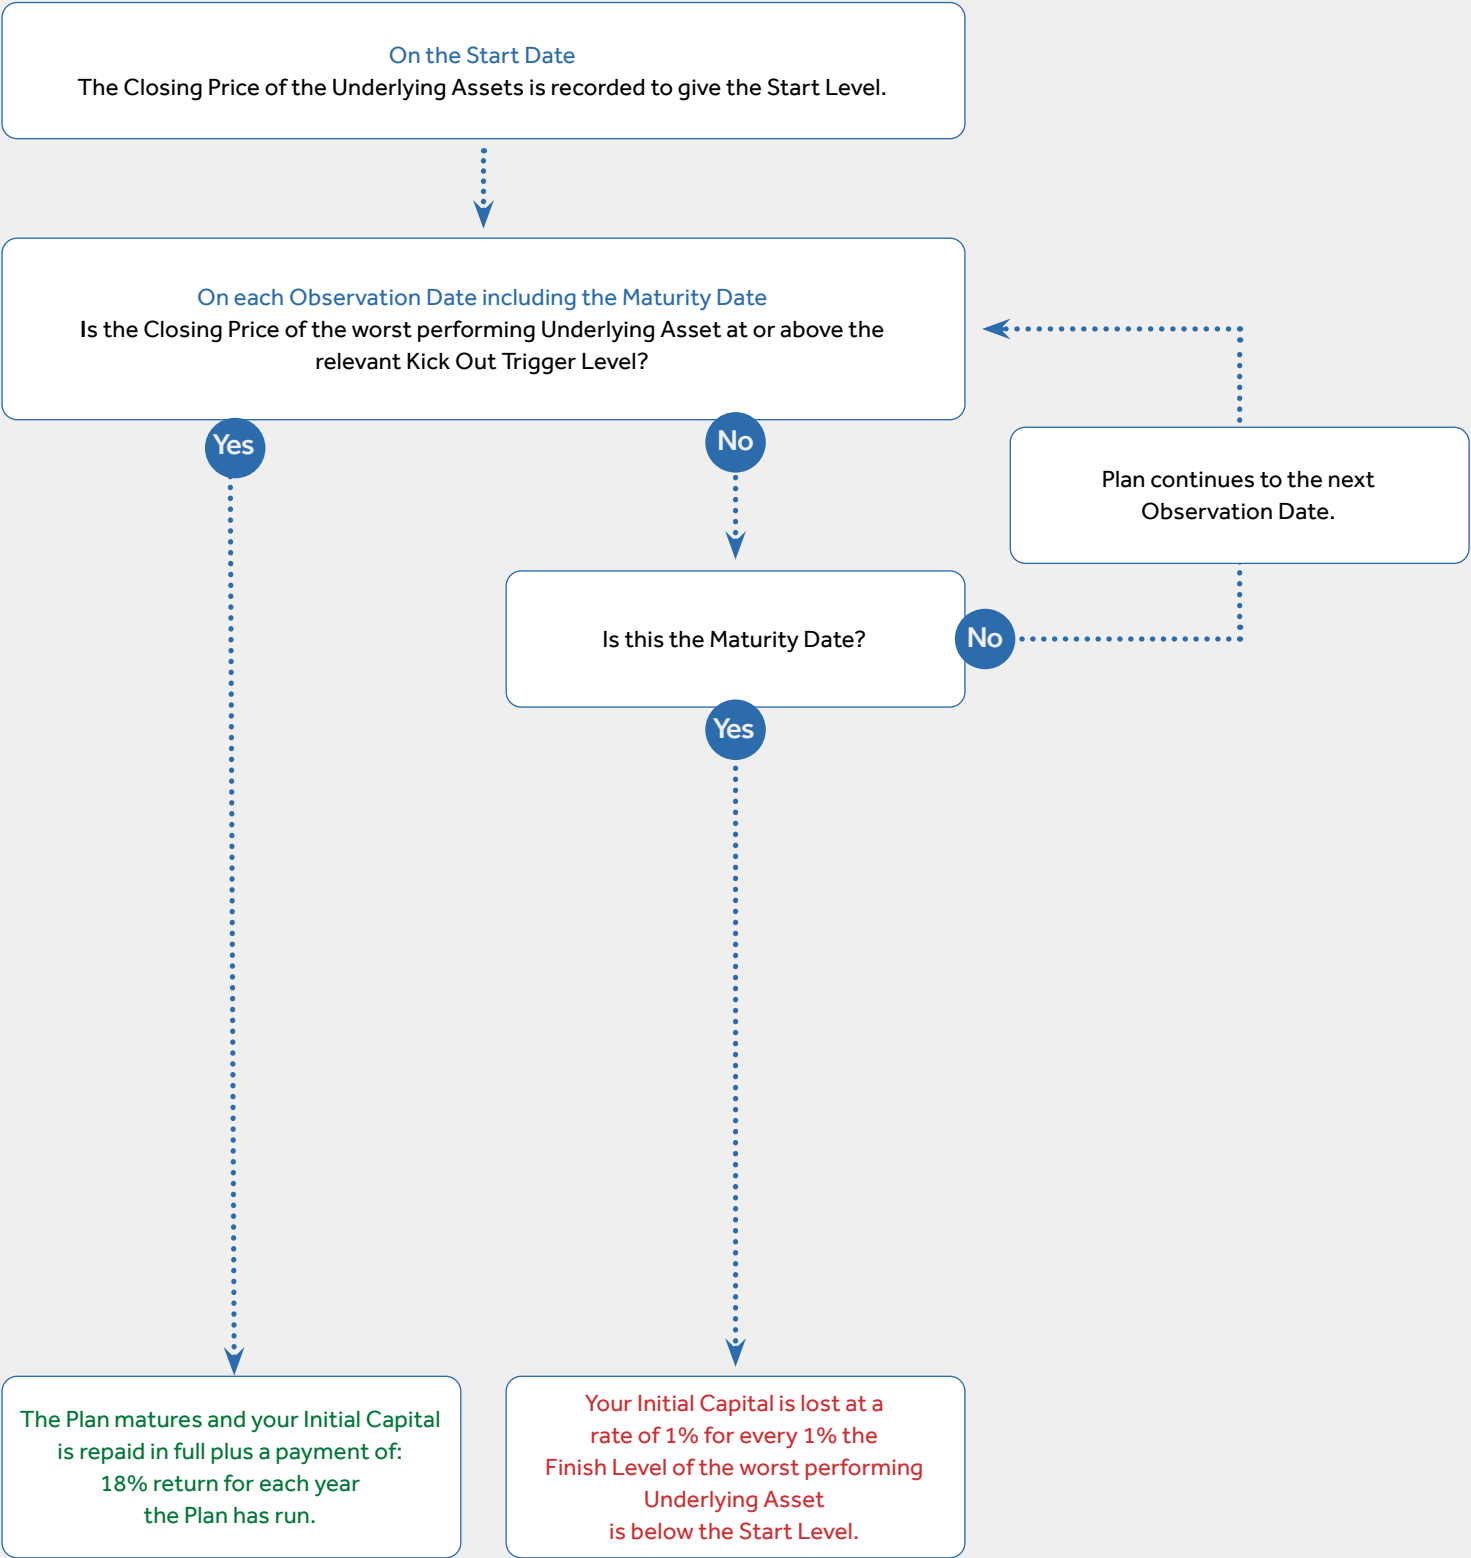 On the Start Date
The Closing Price of the Underlying Assets is recorded to give the Start Level.
On each Observation Date including the Maturity Date
Is the Closing Price of the worst performing Underlying Asset at or above the
relevant Kick Out Trigger Level?
Yes
No
Plan continues to the next
Observation Date.
Is this the Maturity Date?
No
Yes
The Plan matures and your Initial Capital
is repaid in full plus a payment of:
18% return for each year
the Plan has run.
Your Initial Capital is lost at a
rate of 1% for every 1% the
Finish Level of the worst performing
Underlying Asset
is below the Start Level.